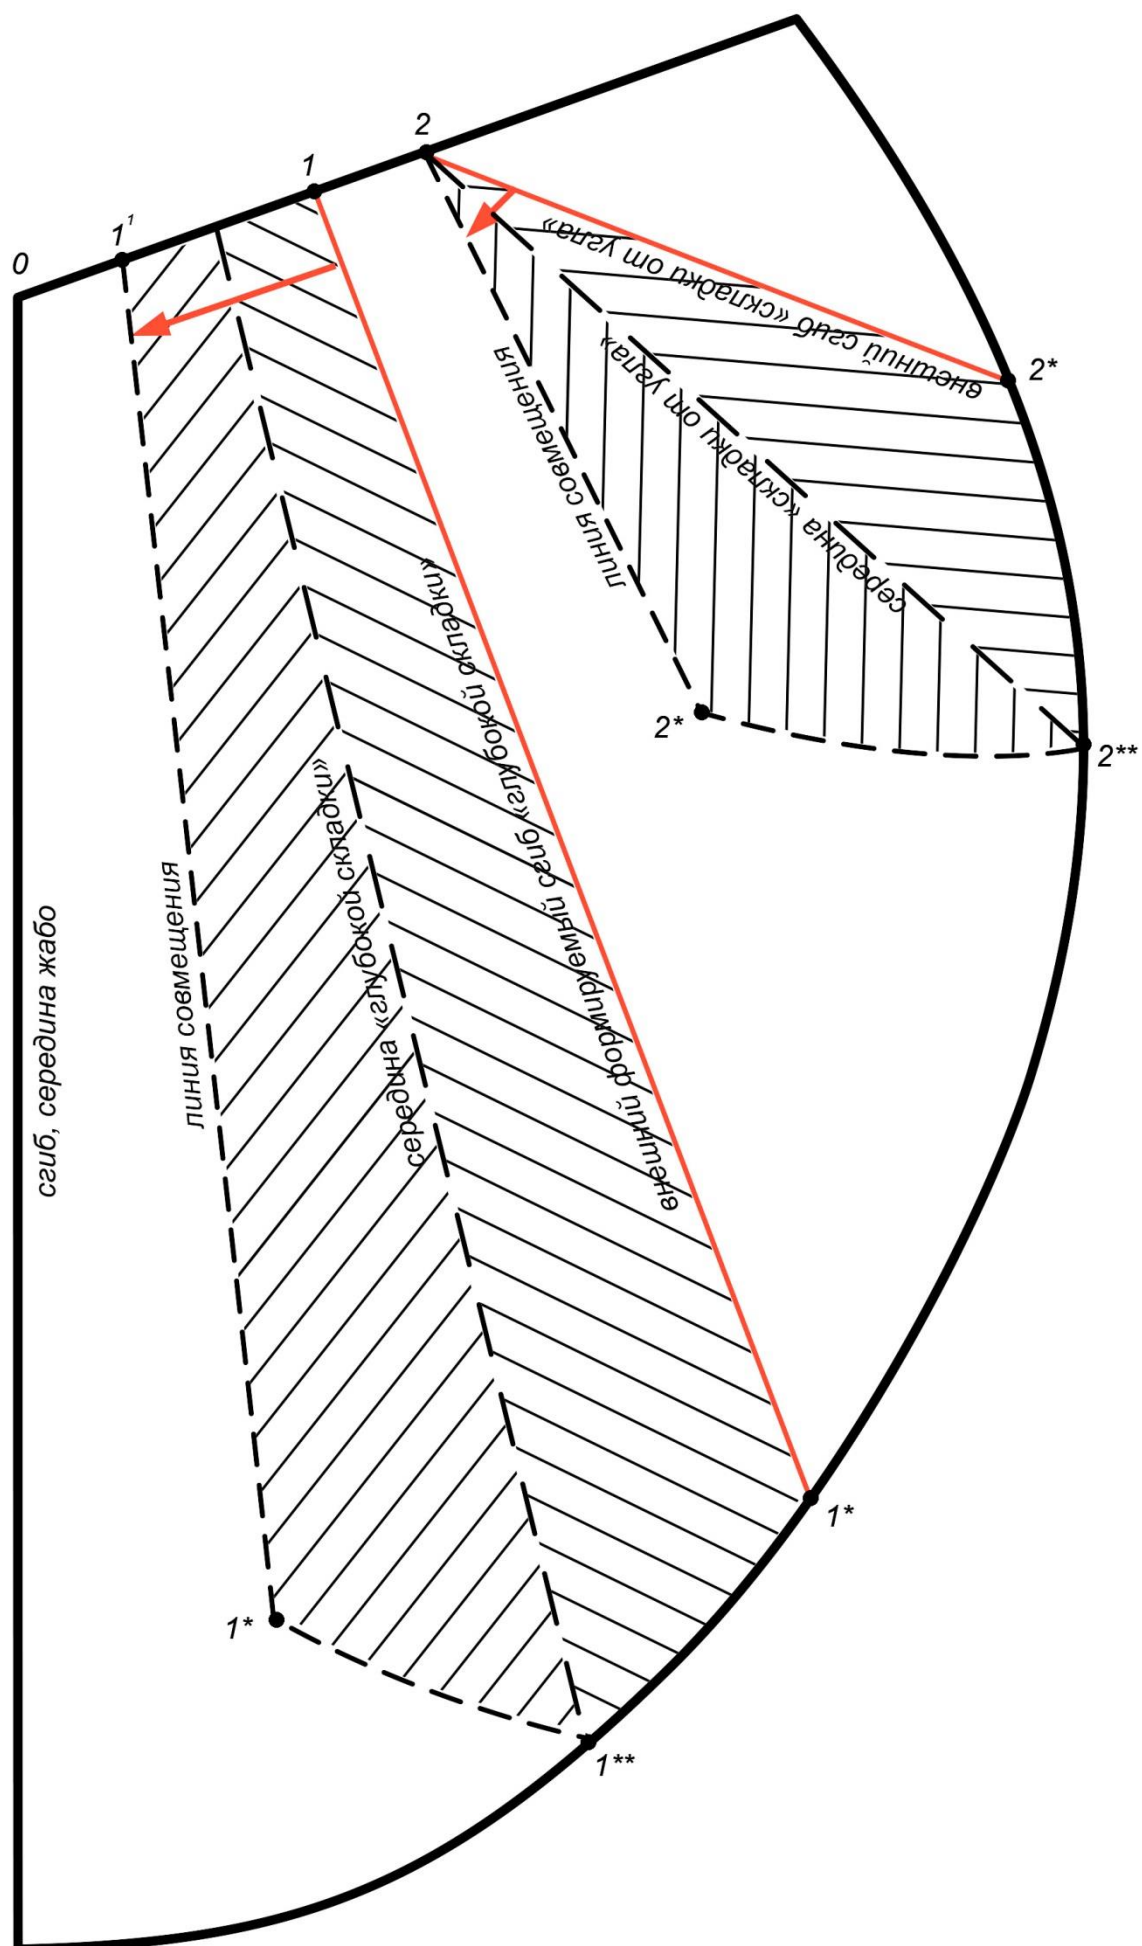 2
1
1¹
0
2*
внешний сгиб «складки от угла»
середина «складки от угла»
линия совмещения
2*
2**
внешний формируемый сгиб «глубокой складки»
середина «глубокой складки»
линия совмещения
сгиб, середина жабо
1*
1*
1**